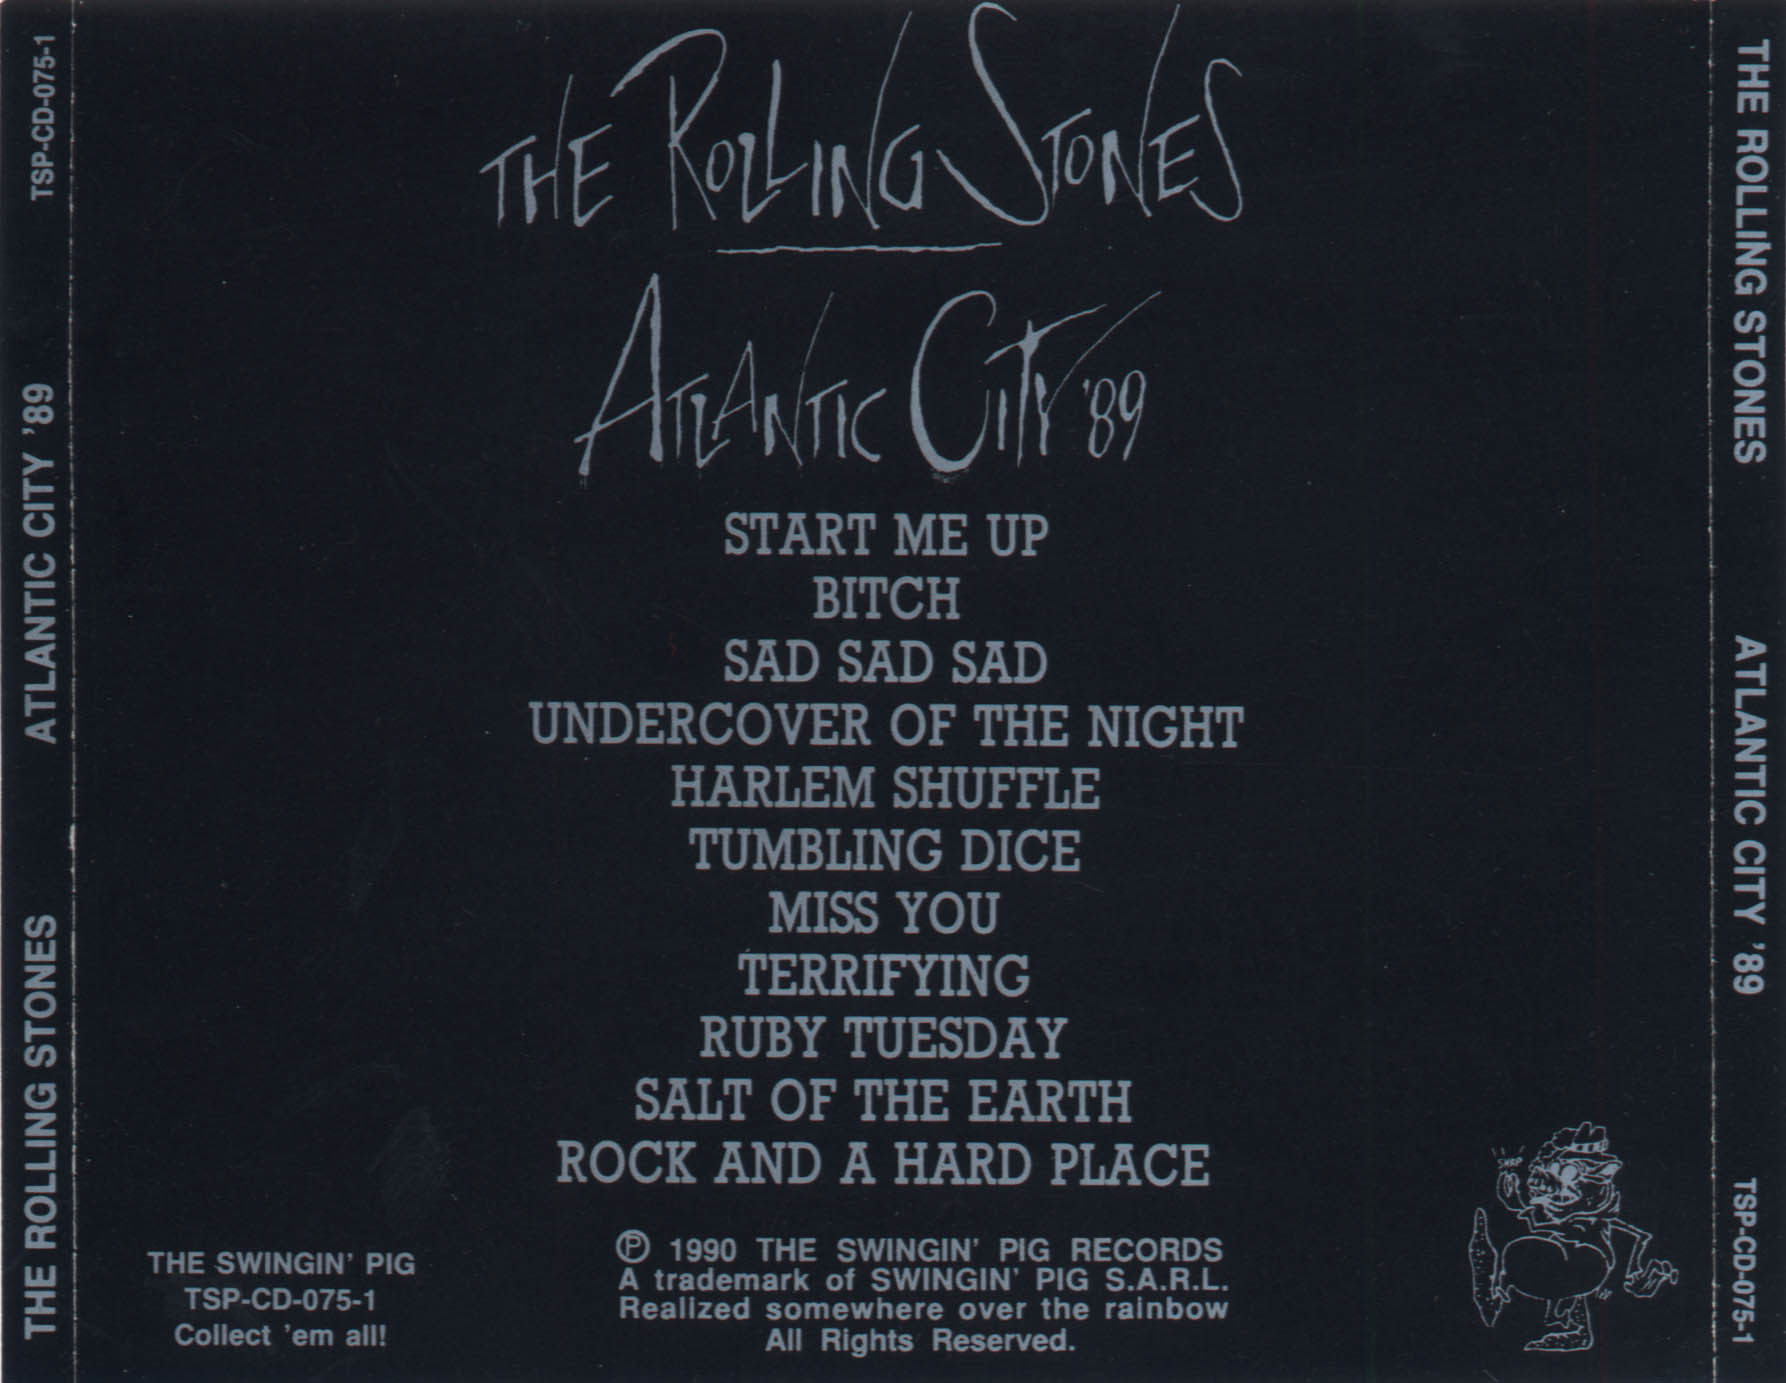 TSP-CD-075-1
ATLANTIC CITY '89
THE ROLLING STONES
THE ROLLING STONES
ATLANTIC CITY '89
START ME UP
BITCH
SAD SAD SAD
UNDERCOVER OF THE NIGHT
HARLEM SHUFFLE
TUMBLING DICE
MISS YOU
TERRIFYING
RUBY TUESDAY
SALT OF THE EARTH
ROCK AND A HARD PLACE
THE SWINGIN' PIG
TSP-CD-075-1
Collect 'em all!
℗ 1990 THE SWINGIN' PIG RECORDS
A trademark of SWINGIN' PIG S.A.R.L.
Realized somewhere over the rainbow
All Rights Reserved.
THE ROLLING STONES
ATLANTIC CITY '89
TSP-CD-075-1